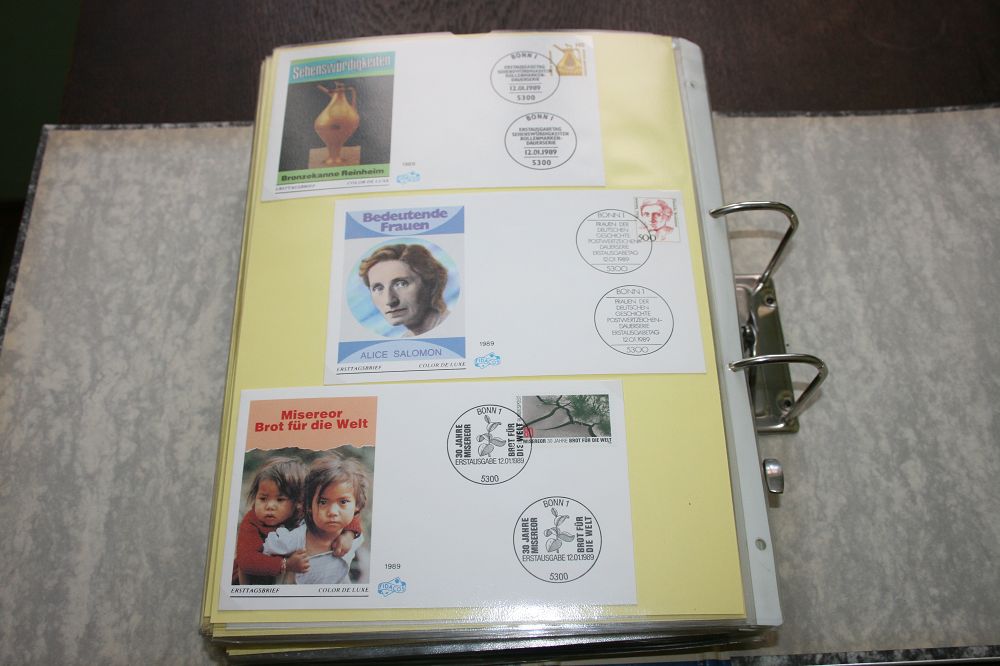 Sehenswürdigkeiten
Bronzekanne Reinheim
ERSTTAGSBRIEF COLOR DE LUXE
1989
FIDACOS
BONN 1
ERSTAUSGABETAG
SEHENSWÜRDIGKEITEN
ROLLENMARKEN-
DAUERSERIE
12.01.1989
5300
BONN 1
ERSTAUSGABETAG
SEHENSWÜRDIGKEITEN
ROLLENMARKEN-
DAUERSERIE
12.01.1989
5300
Bedeutende
Frauen
ALICE SALOMON
ERSTTAGSBRIEF COLOR DE LUXE
1989
FIDACOS
BONN 1
FRAUEN DER
DEUTSCHEN
GESCHICHTE
POSTWERTZEICHEN-
DAUERSERIE
ERSTAUSGABETAG
12.01.1989
5300
500
BONN 1
FRAUEN DER
DEUTSCHEN
GESCHICHTE
POSTWERTZEICHEN-
DAUERSERIE
ERSTAUSGABETAG
12.01.1989
5300
Misereor
Brot für die Welt
ERSTTAGSBRIEF COLOR DE LUXE
1989
FIDACOS
BONN 1
30 JAHRE
MISEREOR
BROT FÜR
DIE WELT
ERSTAUSGABE 12.01.1989
5300
MISEREOR 30 JAHRE BROT FÜR DIE WELT
BONN 1
30 JAHRE
MISEREOR
BROT FÜR
DIE WELT
ERSTAUSGABE 12.01.1989
5300